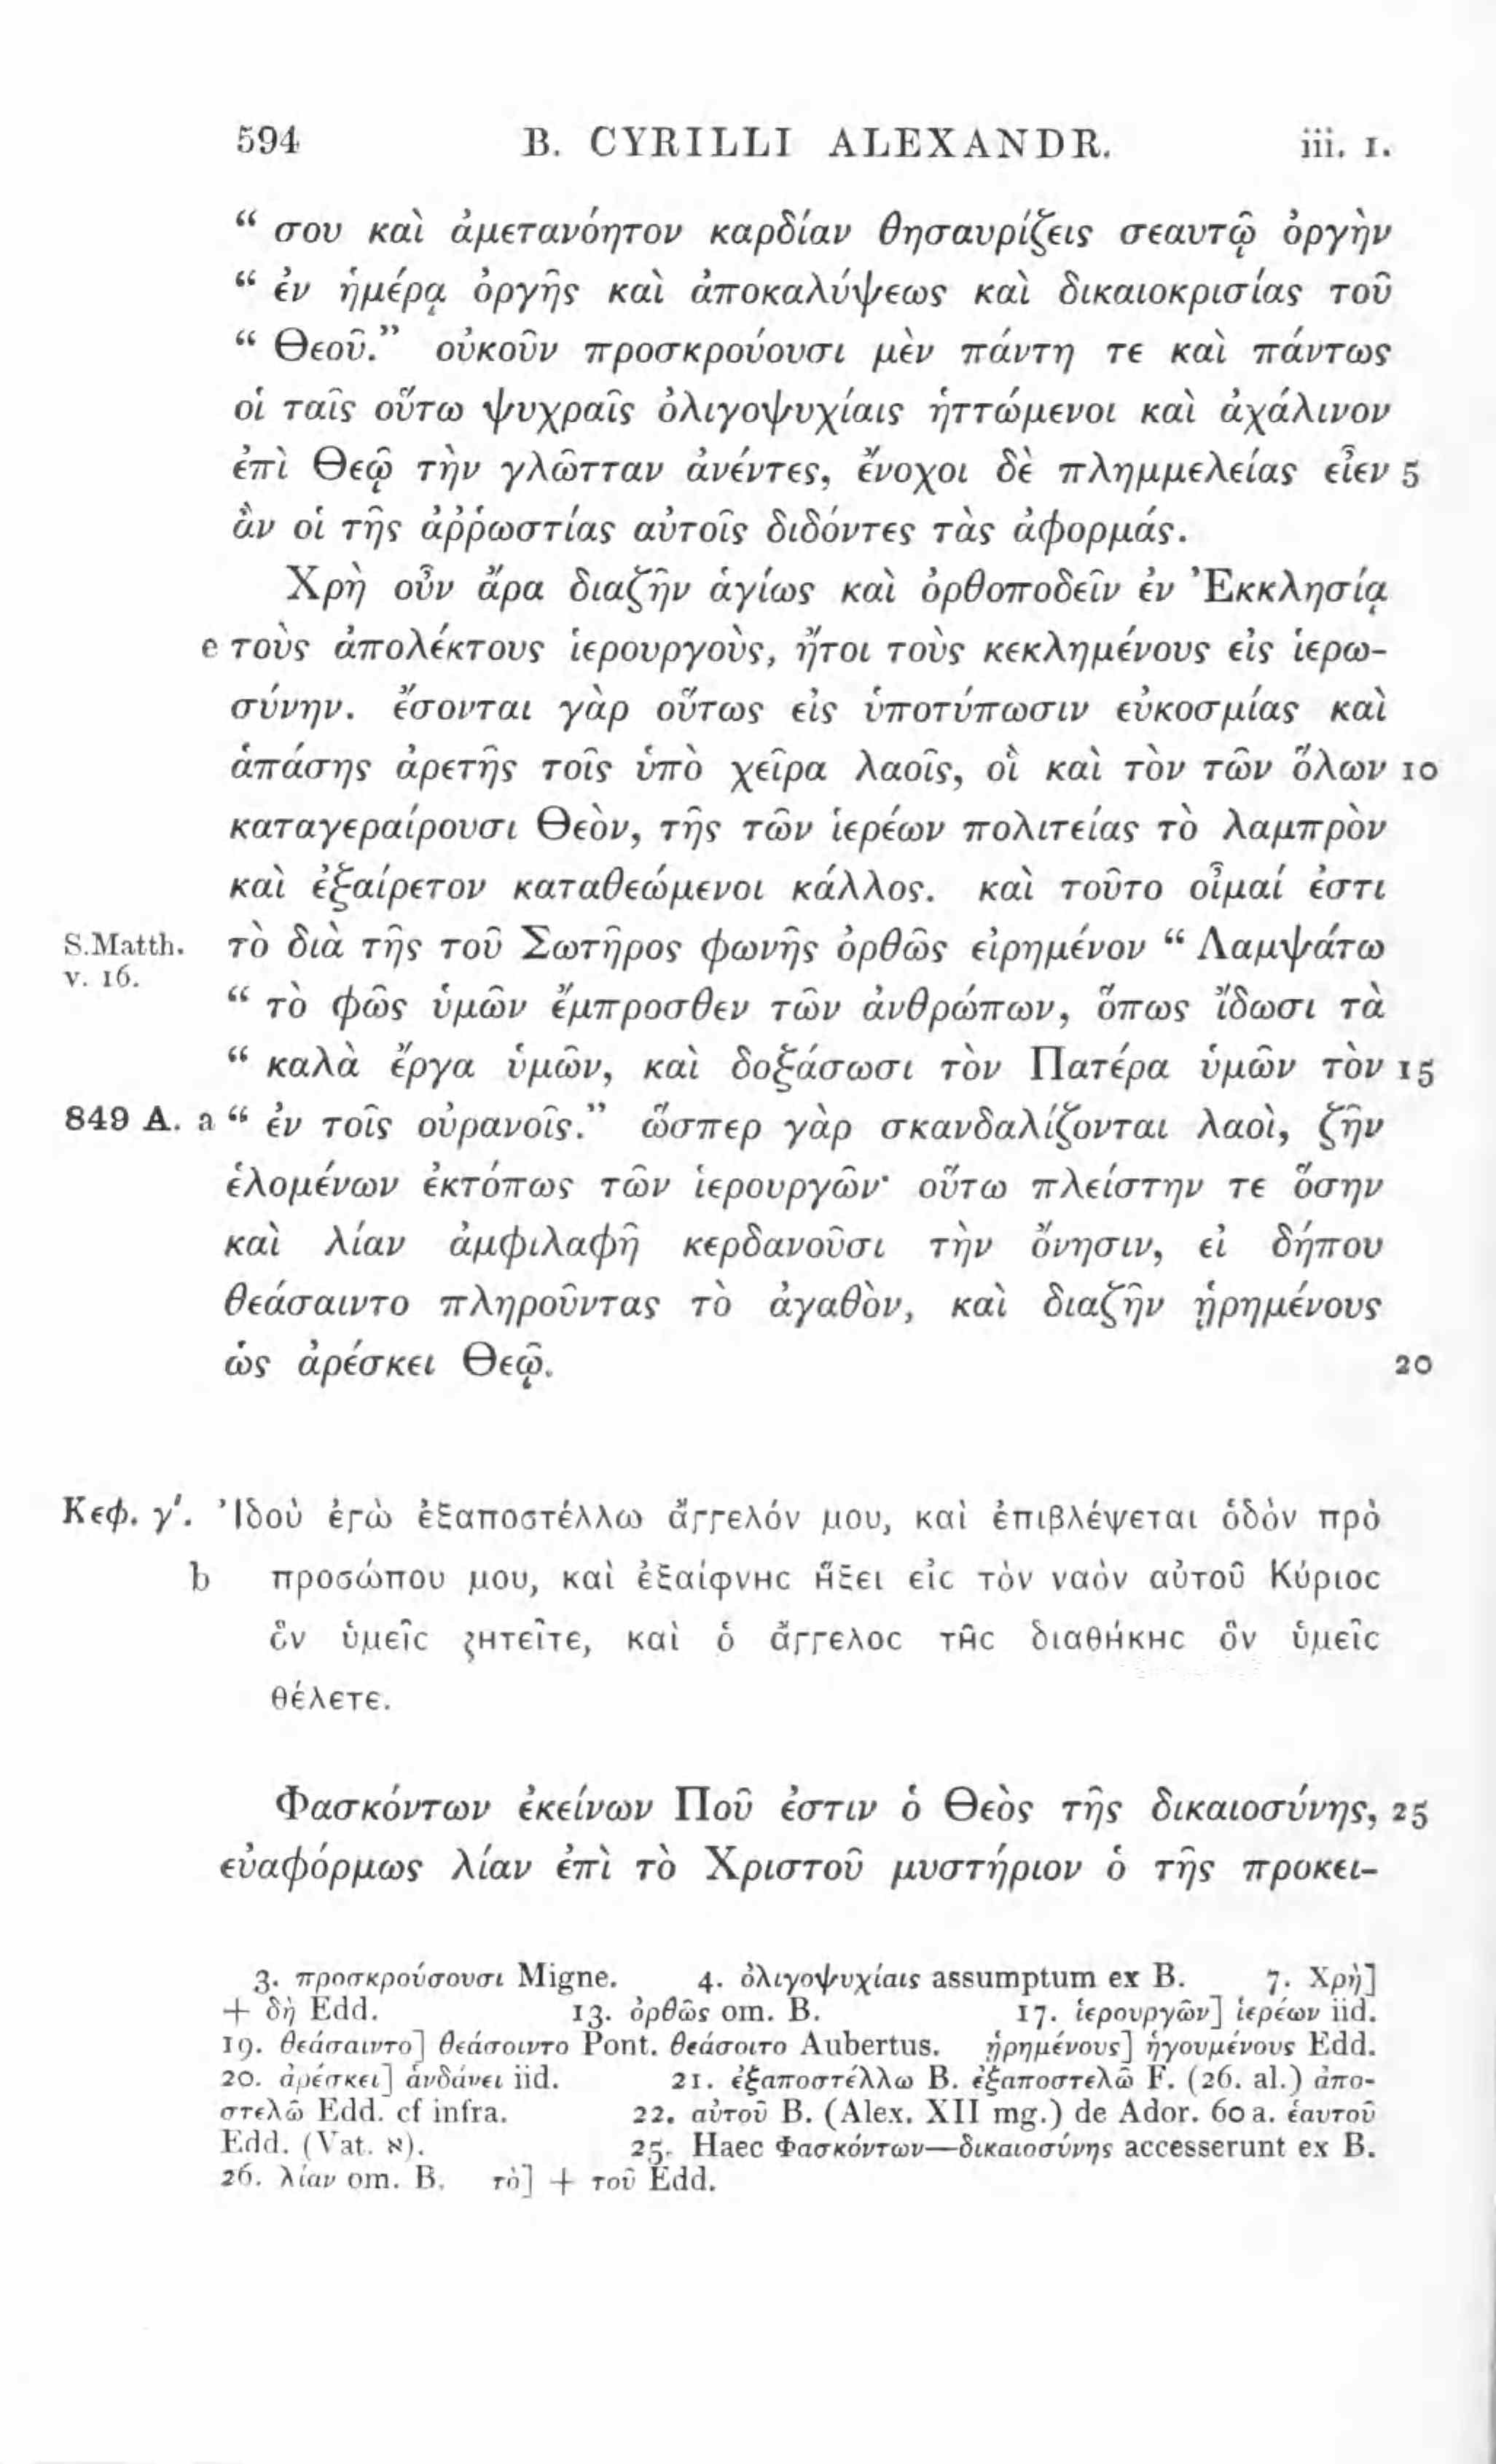 594 B. CYRILLI ALEXANDR. iii. 1.
“ σου καὶ ἀμετανόητον καρδίαν θησαυρίζεις σεαυτῷ ὀργὴν
“ ἐν ἡμέρᾳ ὀργῆς καὶ ἀποκαλύψεως καὶ δικαιοκρισίας τοῦ
“ Θεοῦ.” οὐκοῦν προσκρούουσι μὲν πάντη τε καὶ πάντως
οἱ ταῖς οὕτω ψυχραῖς ὀλιγοψυχίαις ἡττώμενοι καὶ ἀχάλινον
ἐπὶ Θεῷ τὴν γλῶτταν ἀνέντες, ἔνοχοι δὲ πλημμελείας εἶεν 5
ἂν οἱ τῆς ἀῤῥωστίας αὐτοῖς διδόντες τὰς ἀφορμάς.
Χρὴ οὖν ἄρα διαζῆν ἁγίως καὶ ὀρθοποδεῖν ἐν Ἐκκλησίᾳ
e τοὺς ἀπολέκτους ἱερουργοὺς, ἤτοι τοὺς κεκλημένους εἰς ἱερω-
σύνην. ἔσονται γὰρ οὕτως εἰς ὑποτύπωσιν εὐκοσμίας καὶ
ἁπάσης ἀρετῆς τοῖς ὑπὸ χεῖρα λαοῖς, οἳ καὶ τὸν τῶν ὅλων 10
καταγεραίρουσι Θεὸν, τῆς τῶν ἱερέων πολιτείας τὸ λαμπρὸν
καὶ ἐξαίρετον καταθεώμενοι κάλλος. καὶ τοῦτο οἶμαί ἐστι
S.Matth. v. 16. τὸ διὰ τῆς τοῦ Σωτῆρος φωνῆς ὀρθῶς εἰρημένον “ Λαμψάτω
“ τὸ φῶς ὑμῶν ἔμπροσθεν τῶν ἀνθρώπων, ὅπως ἴδωσι τὰ
“ καλὰ ἔργα ὑμῶν, καὶ δοξάσωσι τὸν Πατέρα ὑμῶν τὸν 15
849 A. a “ ἐν τοῖς οὐρανοῖς.” ὥσπερ γὰρ σκανδαλίζονται λαοὶ, ζῆν
ἑλομένων ἐκτόπως τῶν ἱερουργῶν· οὕτω πλείστην τε ὅσην
καὶ λίαν ἀμφιλαφῆ κερδανοῦσι τὴν ὄνησιν, εἰ δήπου
θεάσαιντο πληροῦντας τὸ ἀγαθὸν, καὶ διαζῆν ᾑρημένους
ὡς ἀρέσκει Θεῷ. 20
Κεφ. γʹ. Ἰδοὺ ἐγὼ ἐξαποστέλλω ἄγγελόν μου, καὶ ἐπιβλέψεται ὁδὸν πρὸ
b προσώπου μου, καὶ ἐξαίφνης ἥξει εἰς τὸν ναὸν αὐτοῦ Κύριος
ὃν ὑμεῖς ζητεῖτε, καὶ ὁ ἄγγελος τῆς διαθήκης ὃν ὑμεῖς
θέλετε.
Φασκόντων ἐκείνων Ποῦ ἐστιν ὁ Θεὸς τῆς δικαιοσύνης, 25
εὐαφόρμως λίαν ἐπὶ τὸ Χριστοῦ μυστήριον ὁ τῆς προκει-
3. προσκρούσουσι Migne. 4. ὀλιγοψυχίαις assumptum ex B. 7. Χρὴ]
+ δὴ Edd. 13. ὀρθῶς om. B. 17. ἱερουργῶν] ἱερέων iid.
19. θεάσαιντο] θεάσοιντο Pont. θεάσοιτο Aubertus. ᾑρημένους] ἡγουμένους Edd.
20. ἀρέσκει] ἁνδάνει iid. 21. ἐξαποστέλλω B. ἐξαποστελῶ F. (26. al.) ἀπο-
στελῶ Edd. cf infra. 22. αὐτοῦ B. (Alex. XII mg.) de Ador. 60 a. ἑαυτοῦ
Edd. (Vat. א). 25. Haec Φασκόντων—δικαιοσύνης accesserunt ex B.
26. λίαν om. B. τὸ] + τοῦ Edd.